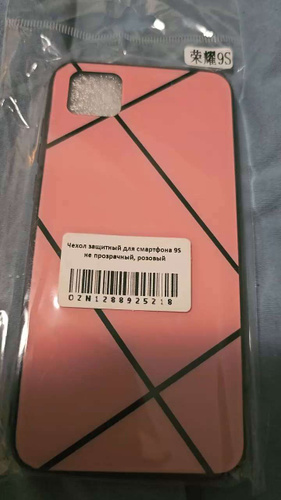 荣耀9S
Чехол защитный для смартфона 9S
не прозрачный, розовый
OZN1288925218